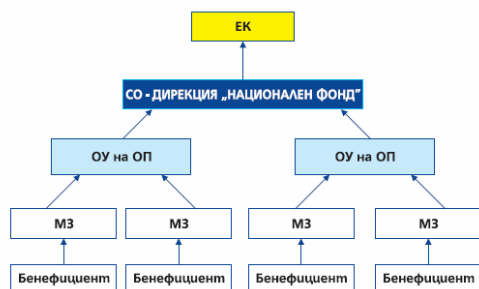 ЕК
СО - ДИРЕКЦИЯ „НАЦИОНАЛЕН ФОНД”
ОУ на ОП
ОУ на ОП
МЗ
МЗ
МЗ
МЗ
Бенефициент
Бенефициент
Бенефициент
Бенефициент